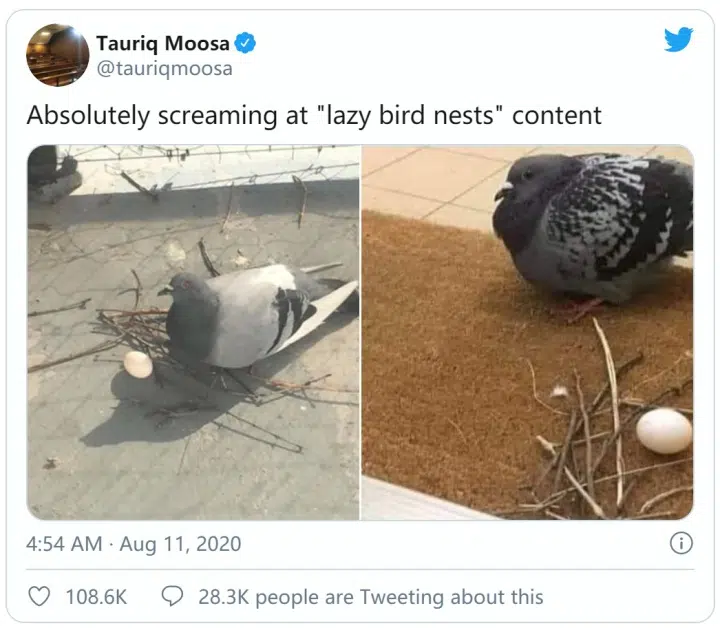 Tauriq Moosa
@tauriqmoosa
Absolutely screaming at "lazy bird nests" content
4:54 AM · Aug 11, 2020
108.6K 28.3K people are Tweeting about this